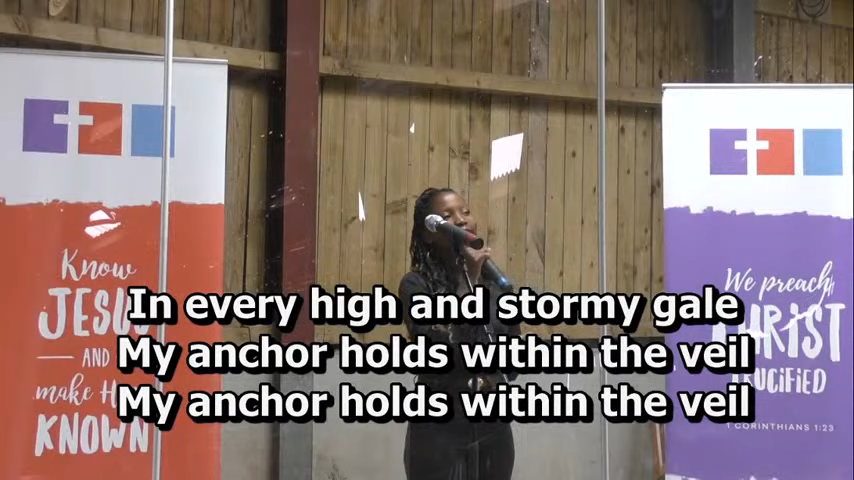 Know
JESUS
AND
make
KNOWN
In every high and stormy gale
My anchor holds within the veil
My anchor holds within the veil
We preach
CHRIST
CRUCIFIED
1 CORINTHIANS 1:23